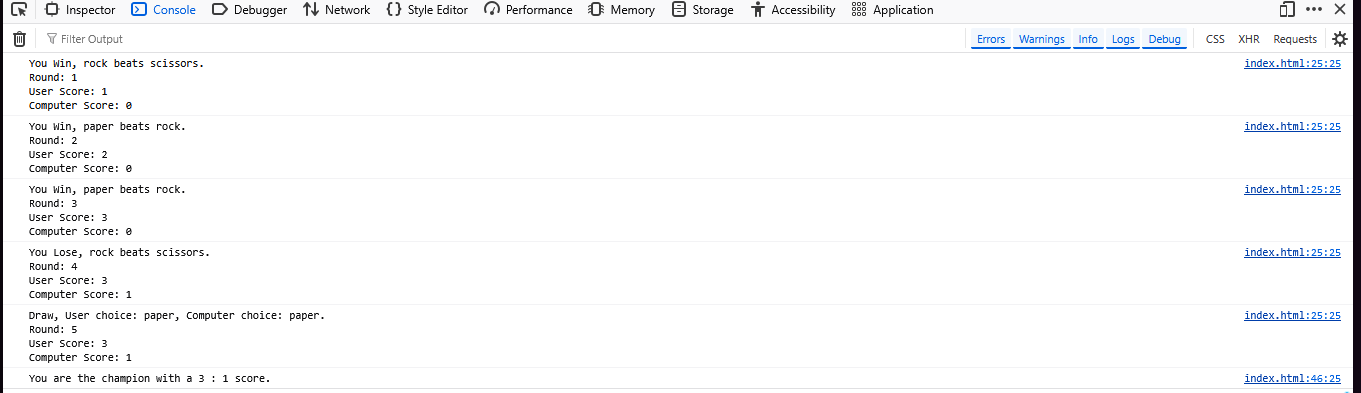 Inspector Console Debugger Network Style Editor Performance Memory Storage Accessibility Application
Filter Output Errors Warnings Info Logs Debug CSS XHR Requests
You Win, rock beats scissors. index.html:25:25
Round: 1
User Score: 1
Computer Score: 0
You Win, paper beats rock. index.html:25:25
Round: 2
User Score: 2
Computer Score: 0
You Win, paper beats rock. index.html:25:25
Round: 3
User Score: 3
Computer Score: 0
You Lose, rock beats scissors. index.html:25:25
Round: 4
User Score: 3
Computer Score: 1
Draw, User choice: paper, Computer choice: paper. index.html:25:25
Round: 5
User Score: 3
Computer Score: 1
You are the champion with a 3 : 1 score. index.html:46:25